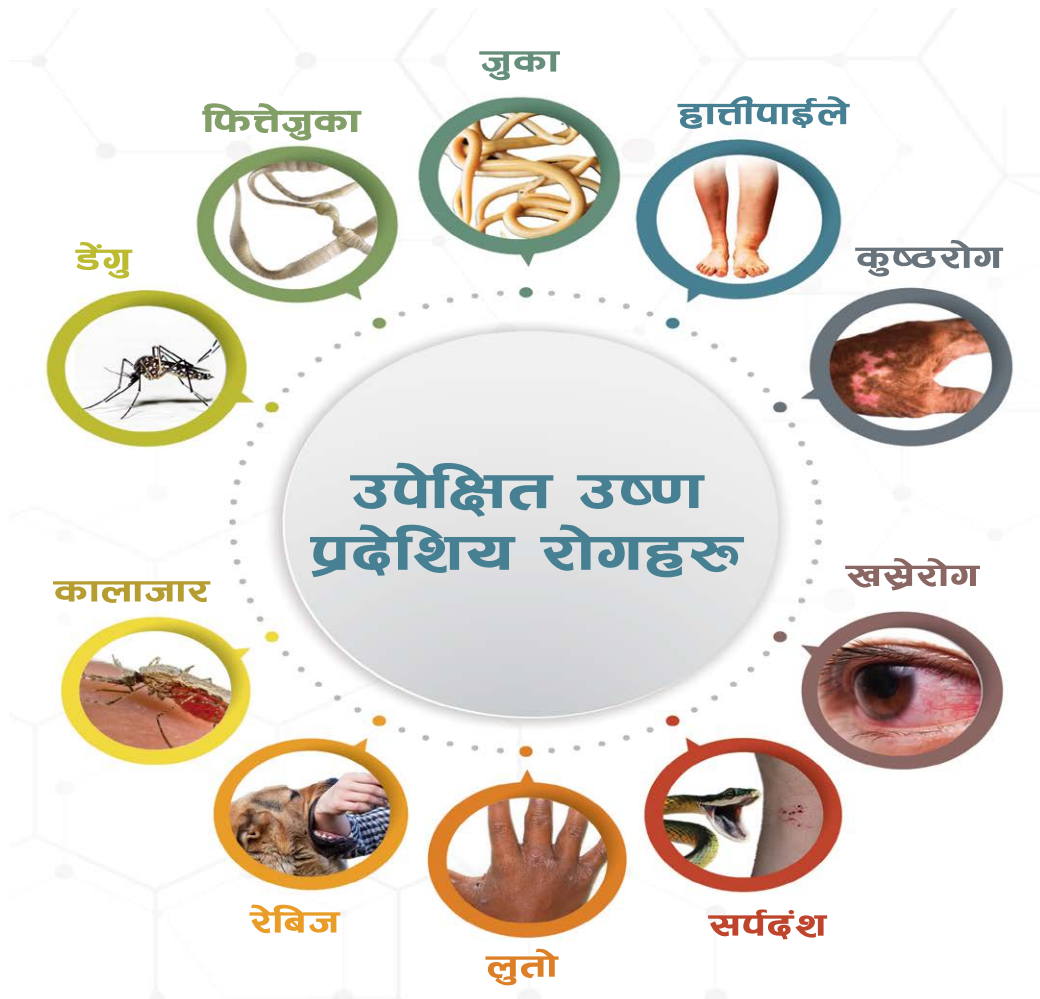 जुका
फित्तेजुका
हात्तीपाईले
डेंगु
कुष्ठरोग
उपेक्षित उष्ण
प्रदेशिय रोगहरू
कालाजार
खस्रेरोग
रेबिज
सर्पदंश
लुतो